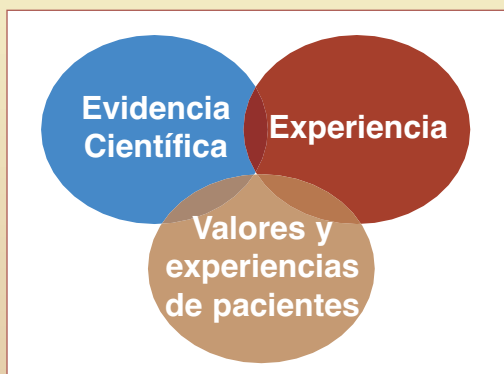 Evidencia
Científica
Experiencia
Valores y
experiencias
de pacientes